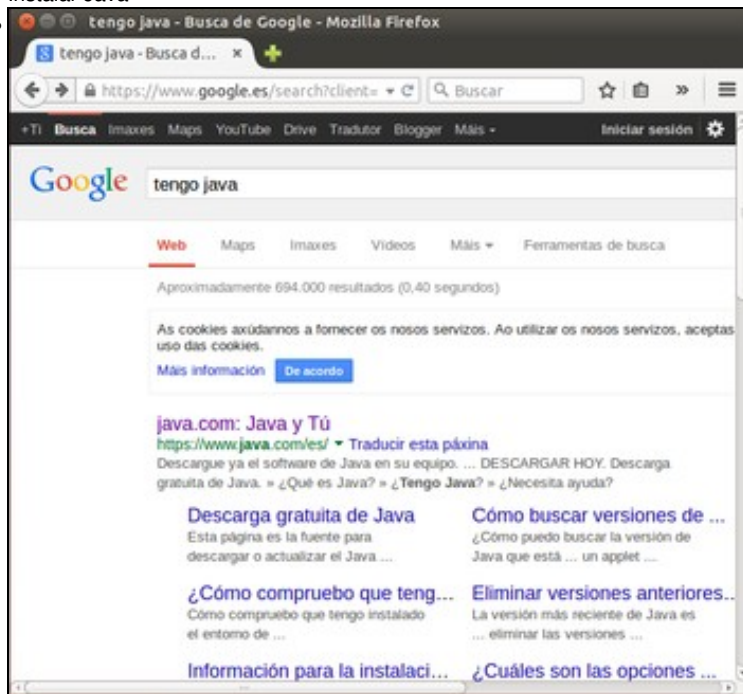 Instalar Java
tengo java - Busca de Google - Mozilla Firefox
tengo java - Busca d...
https://www.google.es/search?client=
Buscar
+Ti Busca Imaxes Maps YouTube Drive Tradutor Blogger Máis
Iniciar sesión
Google
tengo java
Web Maps Imaxes Vídeos Máis Ferramentas de busca
Aproximadamente 694.000 resultados (0,40 segundos)
As cookies axúdannos a fornecer os nosos servizos. Ao utilizar os nosos servizos, aceptas
uso das cookies.
Máis información De acordo
java.com: Java y Tú
https://www.java.com/es/ Traducir esta páxina
Descargue ya el software de Java en su equipo. ... DESCARGAR HOY. Descarga
gratuita de Java. » ¿Qué es Java? » ¿Tengo Java? » ¿Necesita ayuda?
Descarga gratuita de Java
Esta página es la fuente para
descargar o actualizar el Java ...
Cómo buscar versiones de ...
¿Cómo puedo buscar la versión de
Java que está ... un applet ....
¿Cómo compruebo que teng...
Cómo compruebo que tengo instalado
el entorno de ...
Eliminar versiones anteriores...
La versión más reciente de Java es
... eliminar las versiones ...
Información para la instalaci...
¿Cuáles son las opciones ...